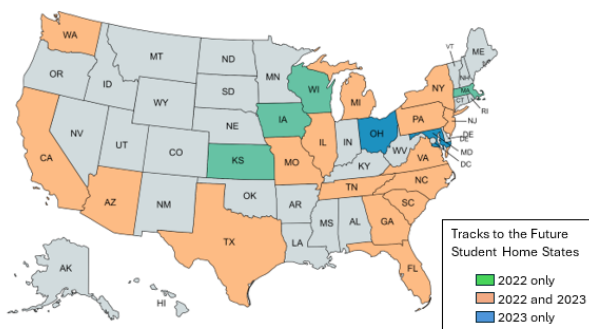 WA
MT
ND
MN
OR
ID
WY
SD
WI
MI
NY
VT
NH
ME
MA
CT
RI
NV
UT
CO
NE
IA
IL
IN
OH
PA
NJ
DE
DE
MD
DC
CA
AZ
NM
KS
MO
KY
WV
VA
OK
AR
TN
NC
SC
TX
LA
MS
AL
GA
FL
AK
HI
Tracks to the Future
Student Home States
2022 only
2022 and 2023
2023 only